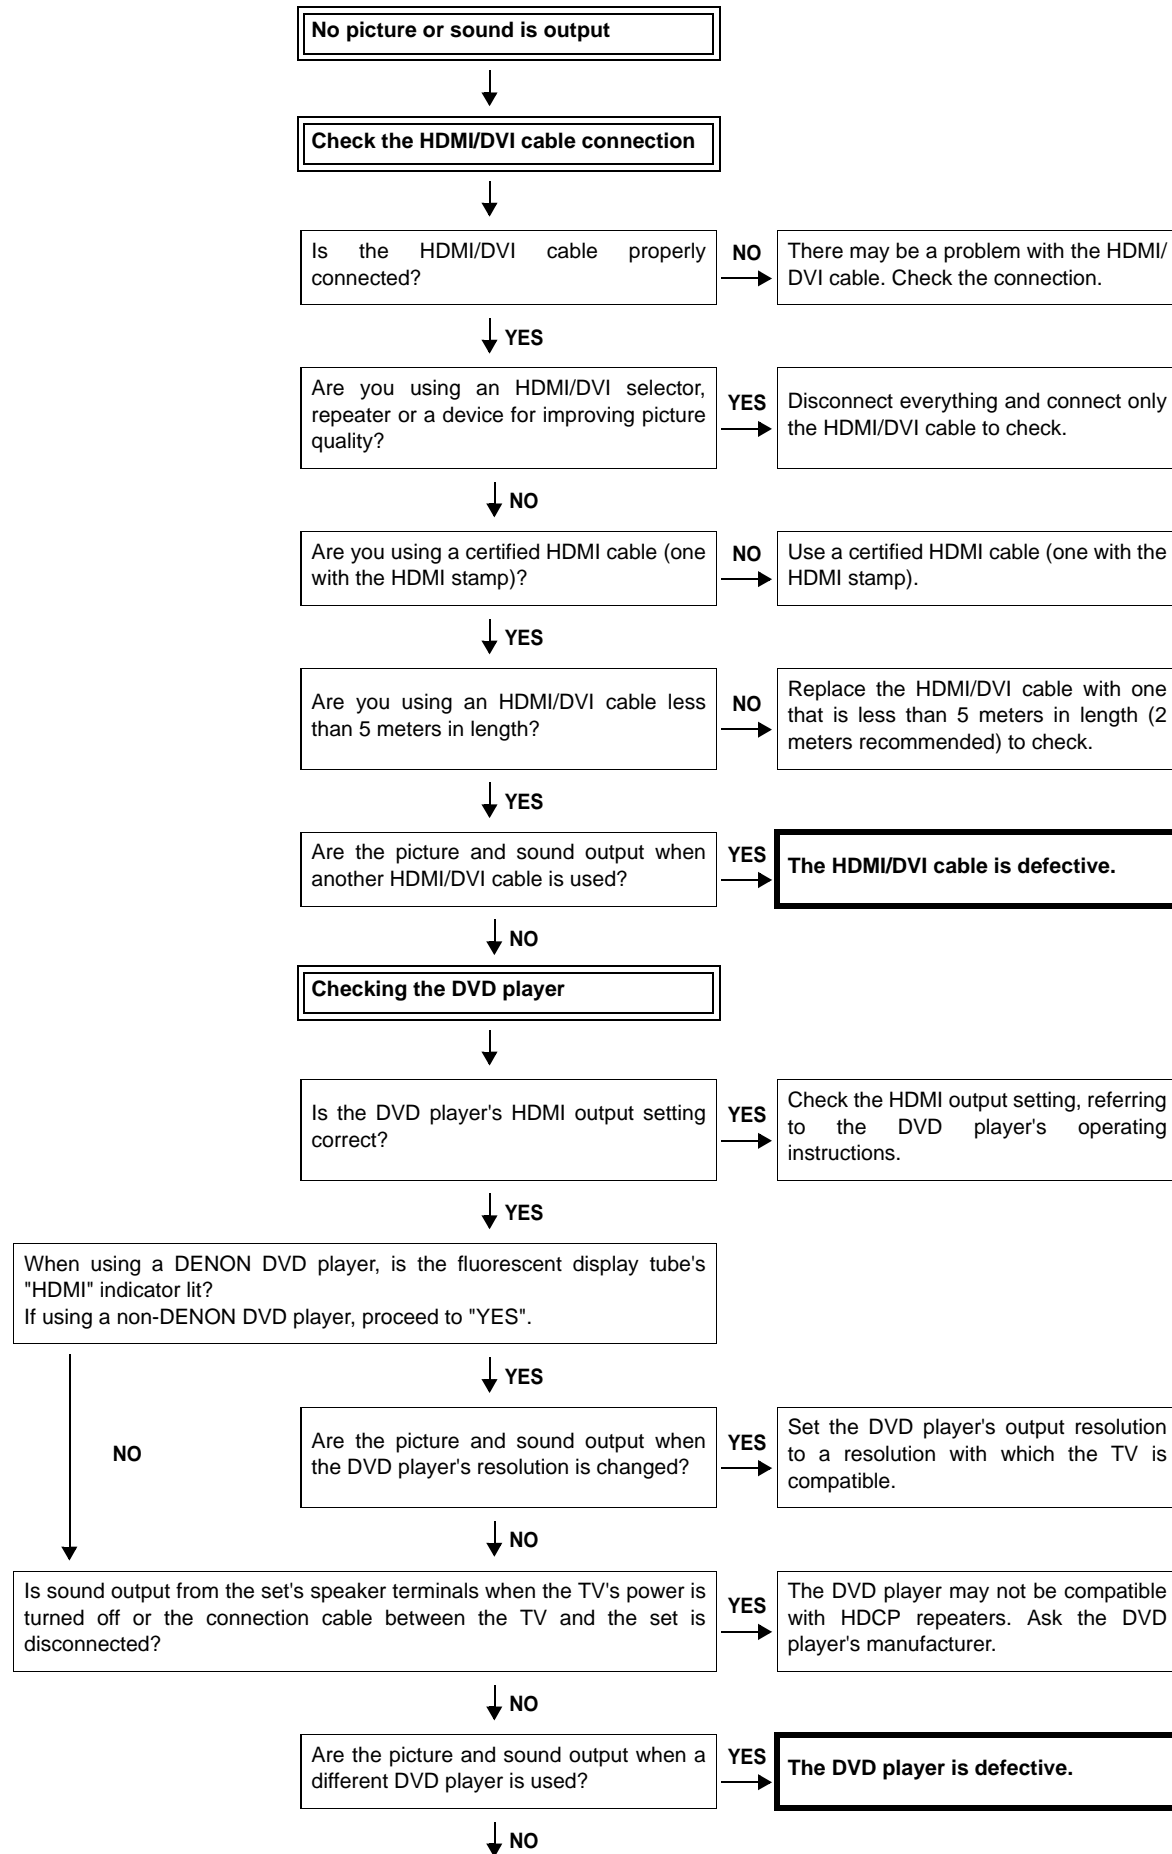 No picture or sound is output
Check the HDMI/DVI cable connection
Is the HDMI/DVI cable properly
connected?
NO
There may be a problem with the HDMI/
DVI cable. Check the connection.
YES
Are you using an HDMI/DVI selector,
repeater or a device for improving picture
quality?
YES
Disconnect everything and connect only
the HDMI/DVI cable to check.
NO
Are you using a certified HDMI cable (one
with the HDMI stamp)?
NO
Use a certified HDMI cable (one with the
HDMI stamp).
YES
Are you using an HDMI/DVI cable less
than 5 meters in length?
NO
Replace the HDMI/DVI cable with one
that is less than 5 meters in length (2
meters recommended) to check.
YES
Are the picture and sound output when
another HDMI/DVI cable is used?
YES
The HDMI/DVI cable is defective.
NO
Checking the DVD player
Is the DVD player's HDMI output setting
correct?
YES
Check the HDMI output setting, referring
to the DVD player's operating
instructions.
YES
When using a DENON DVD player, is the fluorescent display tube's
"HDMI" indicator lit?
If using a non-DENON DVD player, proceed to "YES".
YES
NO
Are the picture and sound output when
the DVD player's resolution is changed?
YES
Set the DVD player's output resolution
to a resolution with which the TV is
compatible.
NO
Is sound output from the set's speaker terminals when the TV's power is
turned off or the connection cable between the TV and the set is
disconnected?
YES
The DVD player may not be compatible
with HDCP repeaters. Ask the DVD
player's manufacturer.
NO
Are the picture and sound output when a
different DVD player is used?
YES
The DVD player is defective.
NO